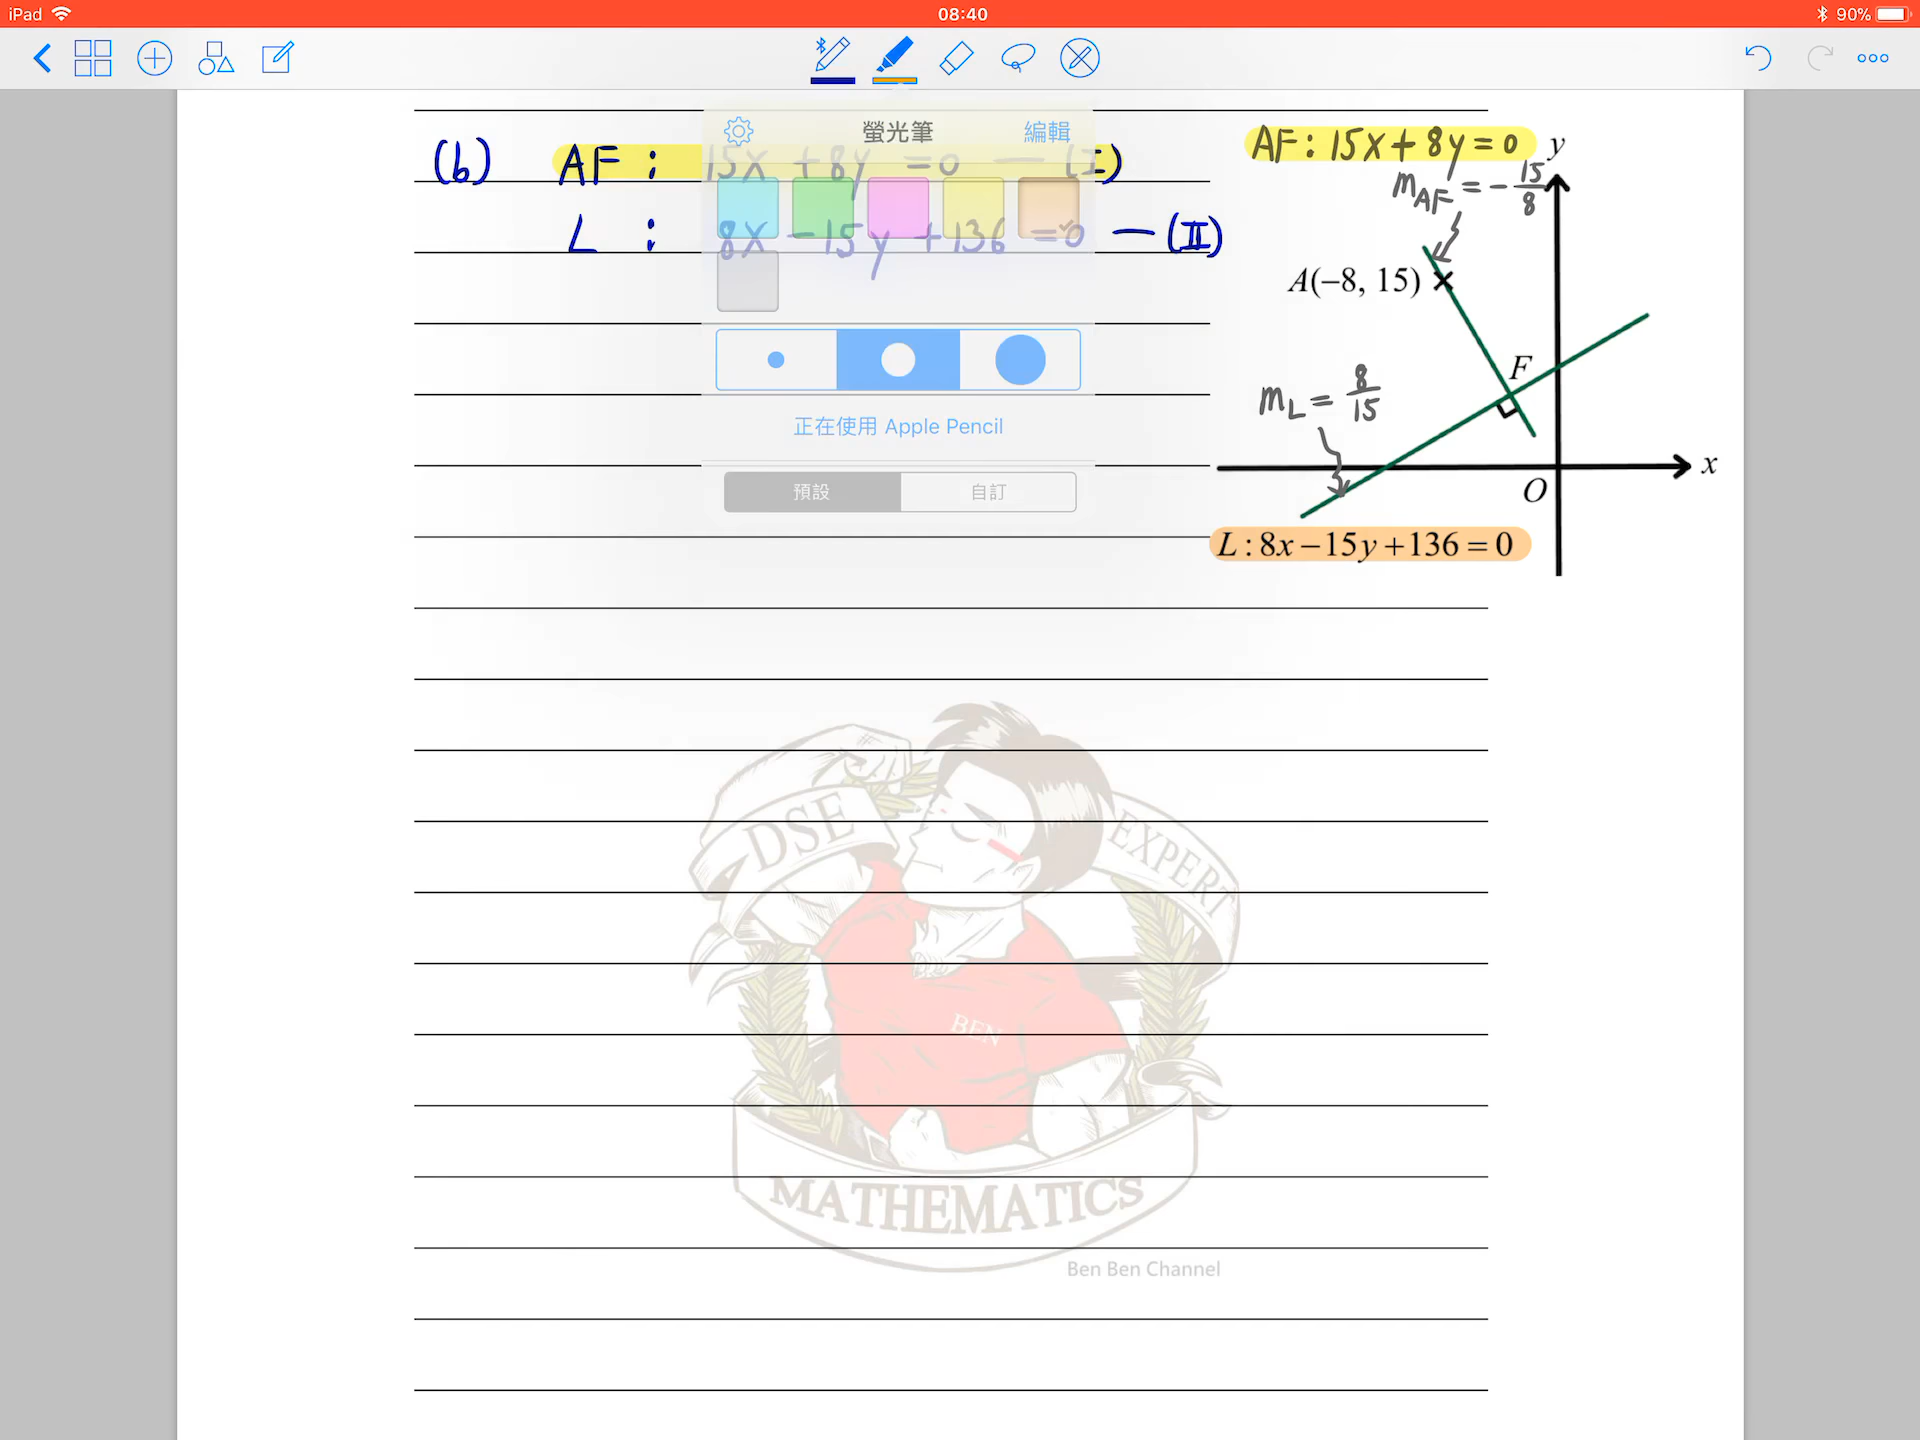 iPad 08:40 90%
螢光筆 編輯
(b) AF : 15x + 8y = 0 — (I)
L : 8x − 15y + 136 = 0 — (II)
正在使用 Apple Pencil
預設 自訂
AF : 15x + 8y = 0
m_AF = − 15/8
y
A(−8, 15)
F
m_L = 8/15
x
O
L : 8x − 15y + 136 = 0
DSE EXPERT
BEN
MATHEMATICS
Ben Ben Channel